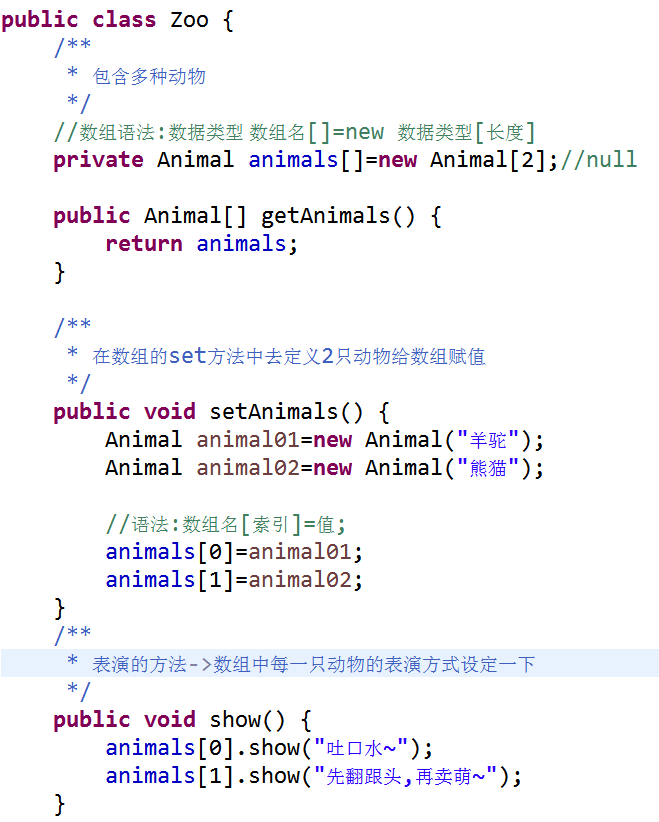 public class Zoo {
    /**
     * 包含多种动物
     */
    //数组语法:数据类型 数组名[]=new 数据类型[长度]
    private Animal animals[]=new Animal[2];//null

    public Animal[] getAnimals() {
        return animals;
    }

    /**
     * 在数组的set方法中去定义2只动物给数组赋值
     */
    public void setAnimals() {
        Animal animal01=new Animal("羊驼");
        Animal animal02=new Animal("熊猫");

        //语法:数组名[索引]=值;
        animals[0]=animal01;
        animals[1]=animal02;
    }
    /**
     * 表演的方法->数组中每一只动物的表演方式设定一下
     */
    public void show() {
        animals[0].show("吐口水~");
        animals[1].show("先翻跟头,再卖萌~");
    }